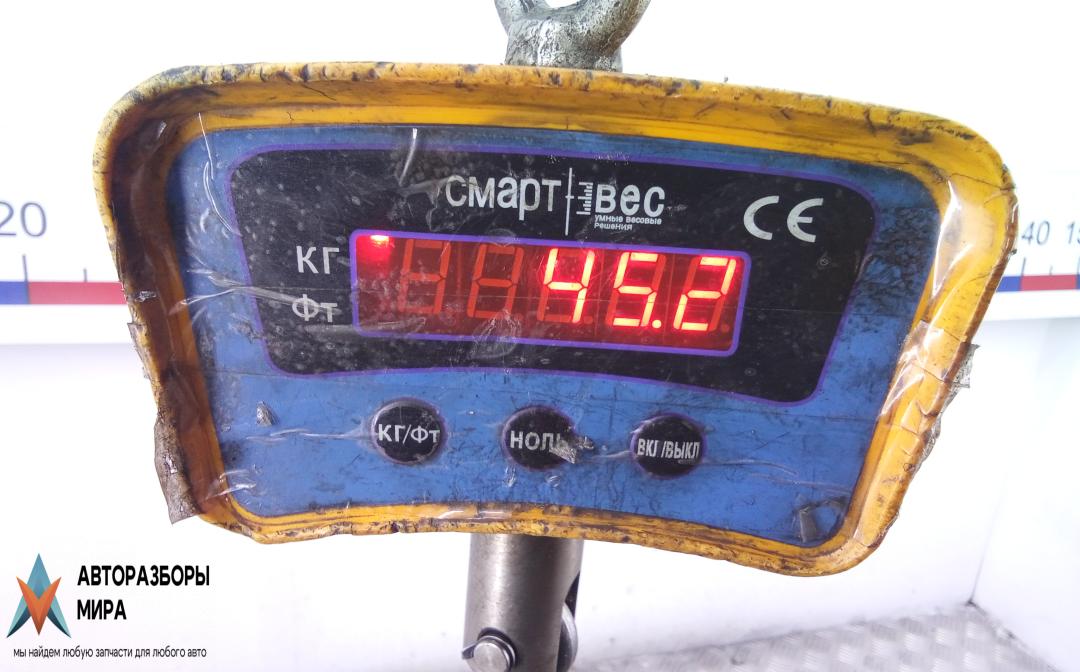 смарт вес
умные весовые
решения
CE
КГ
Фт
45.2
КГ/Фт
НОЛЬ
ВКЛ/ВЫКЛ
20
40
АВТОРАЗБОРЫ
МИРА
мы найдем любую запчасти для любого авто